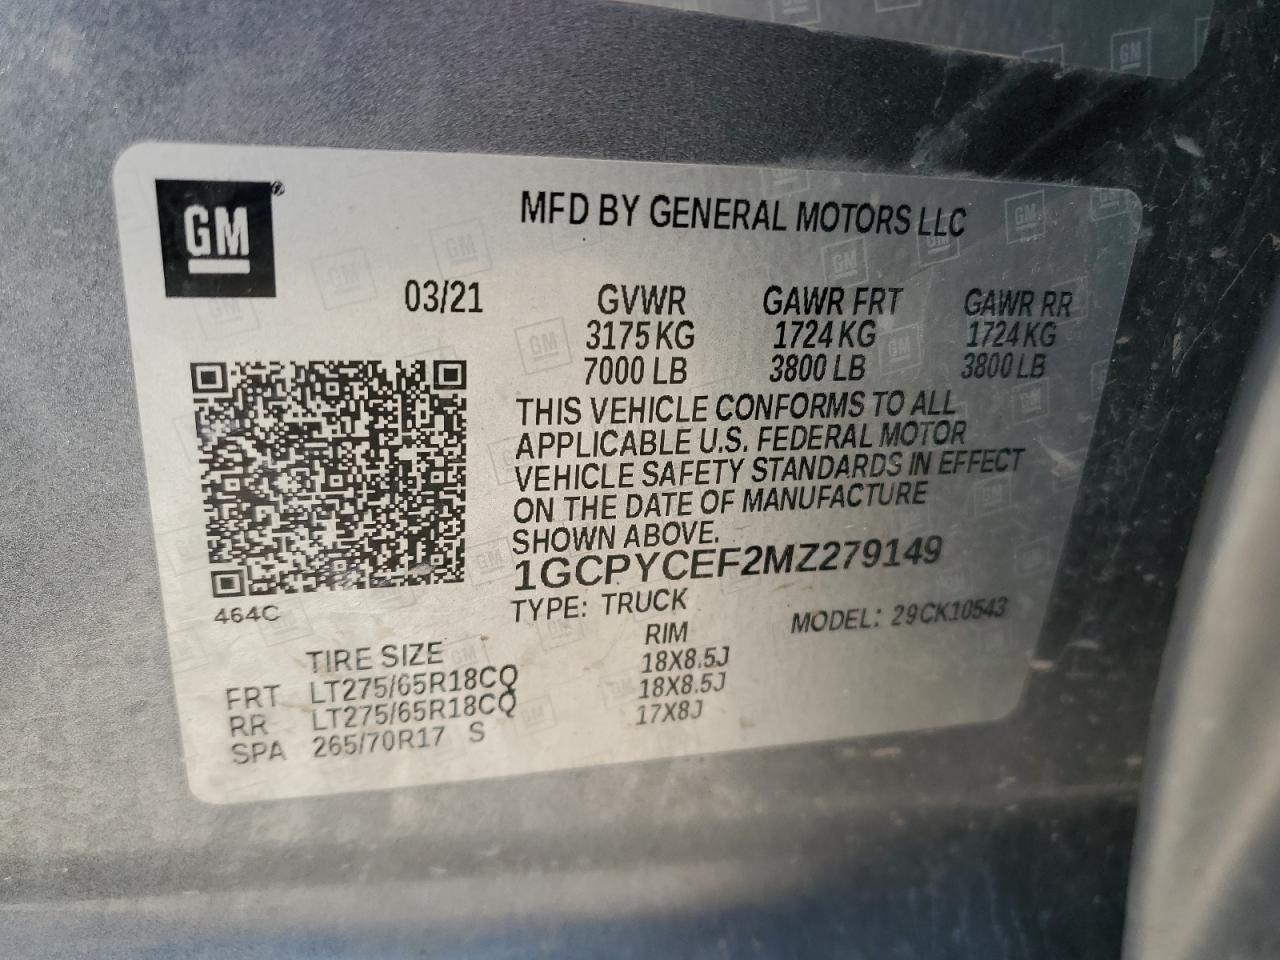 GM
MFD BY GENERAL MOTORS LLC
03/21 GVWR GAWR FRT GAWR RR
3175 KG 1724 KG 1724 KG
7000 LB 3800 LB 3800 LB
THIS VEHICLE CONFORMS TO ALL
APPLICABLE U.S. FEDERAL MOTOR
VEHICLE SAFETY STANDARDS IN EFFECT
ON THE DATE OF MANUFACTURE
SHOWN ABOVE.
1GCPYCEF2MZ279149
464C
TYPE: TRUCK MODEL: 29CK10543
TIRE SIZE RIM
FRT LT275/65R18CQ 18X8.5J
RR LT275/65R18CQ 18X8.5J
SPA 265/70R17 S 17X8J